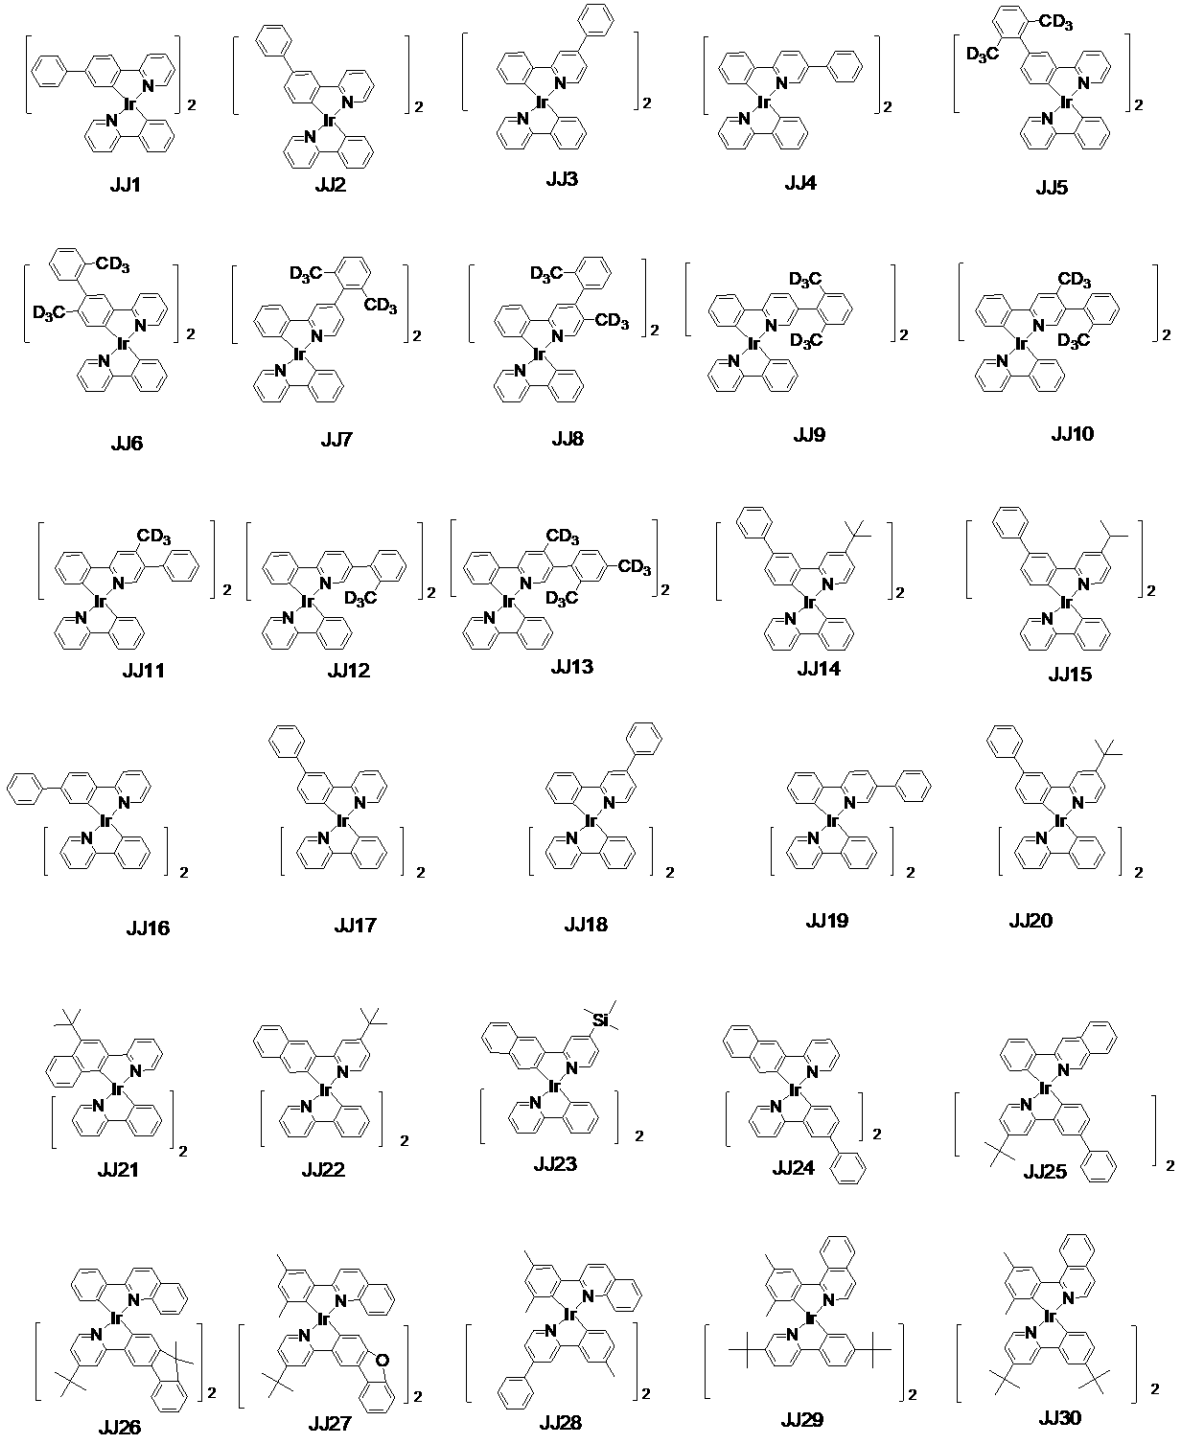 CD3
D3C
N N N N N
Ir 2 Ir 2 Ir 2 Ir 2 Ir 2
N N N N N
JJ1 JJ2 JJ3 JJ4 JJ5
CD3 D3C D3C D3C CD3
D3C CD3 CD3
N N N N N
D3C D3C
Ir 2 Ir 2 Ir 2 Ir 2 Ir 2
N N N N N
JJ6 JJ7 JJ8 JJ9 JJ10
CD3 CD3
CD3
N N N N N
D3C D3C
Ir 2 Ir 2 Ir 2 Ir 2 Ir 2
N N N N N
JJ11 JJ12 JJ13 JJ14 JJ15
N N N N N
Ir Ir Ir Ir Ir
N N N N N
2 2 2 2 2
JJ16 JJ17 JJ18 JJ19 JJ20
Si
N N N N N
Ir Ir Ir Ir Ir
N N N N N
2 2 2 2 2
JJ21 JJ22 JJ23 JJ24 JJ25
N N N N N
Ir Ir Ir Ir Ir
N N N N N
O
2 2 2 2 2
JJ26 JJ27 JJ28 JJ29 JJ30